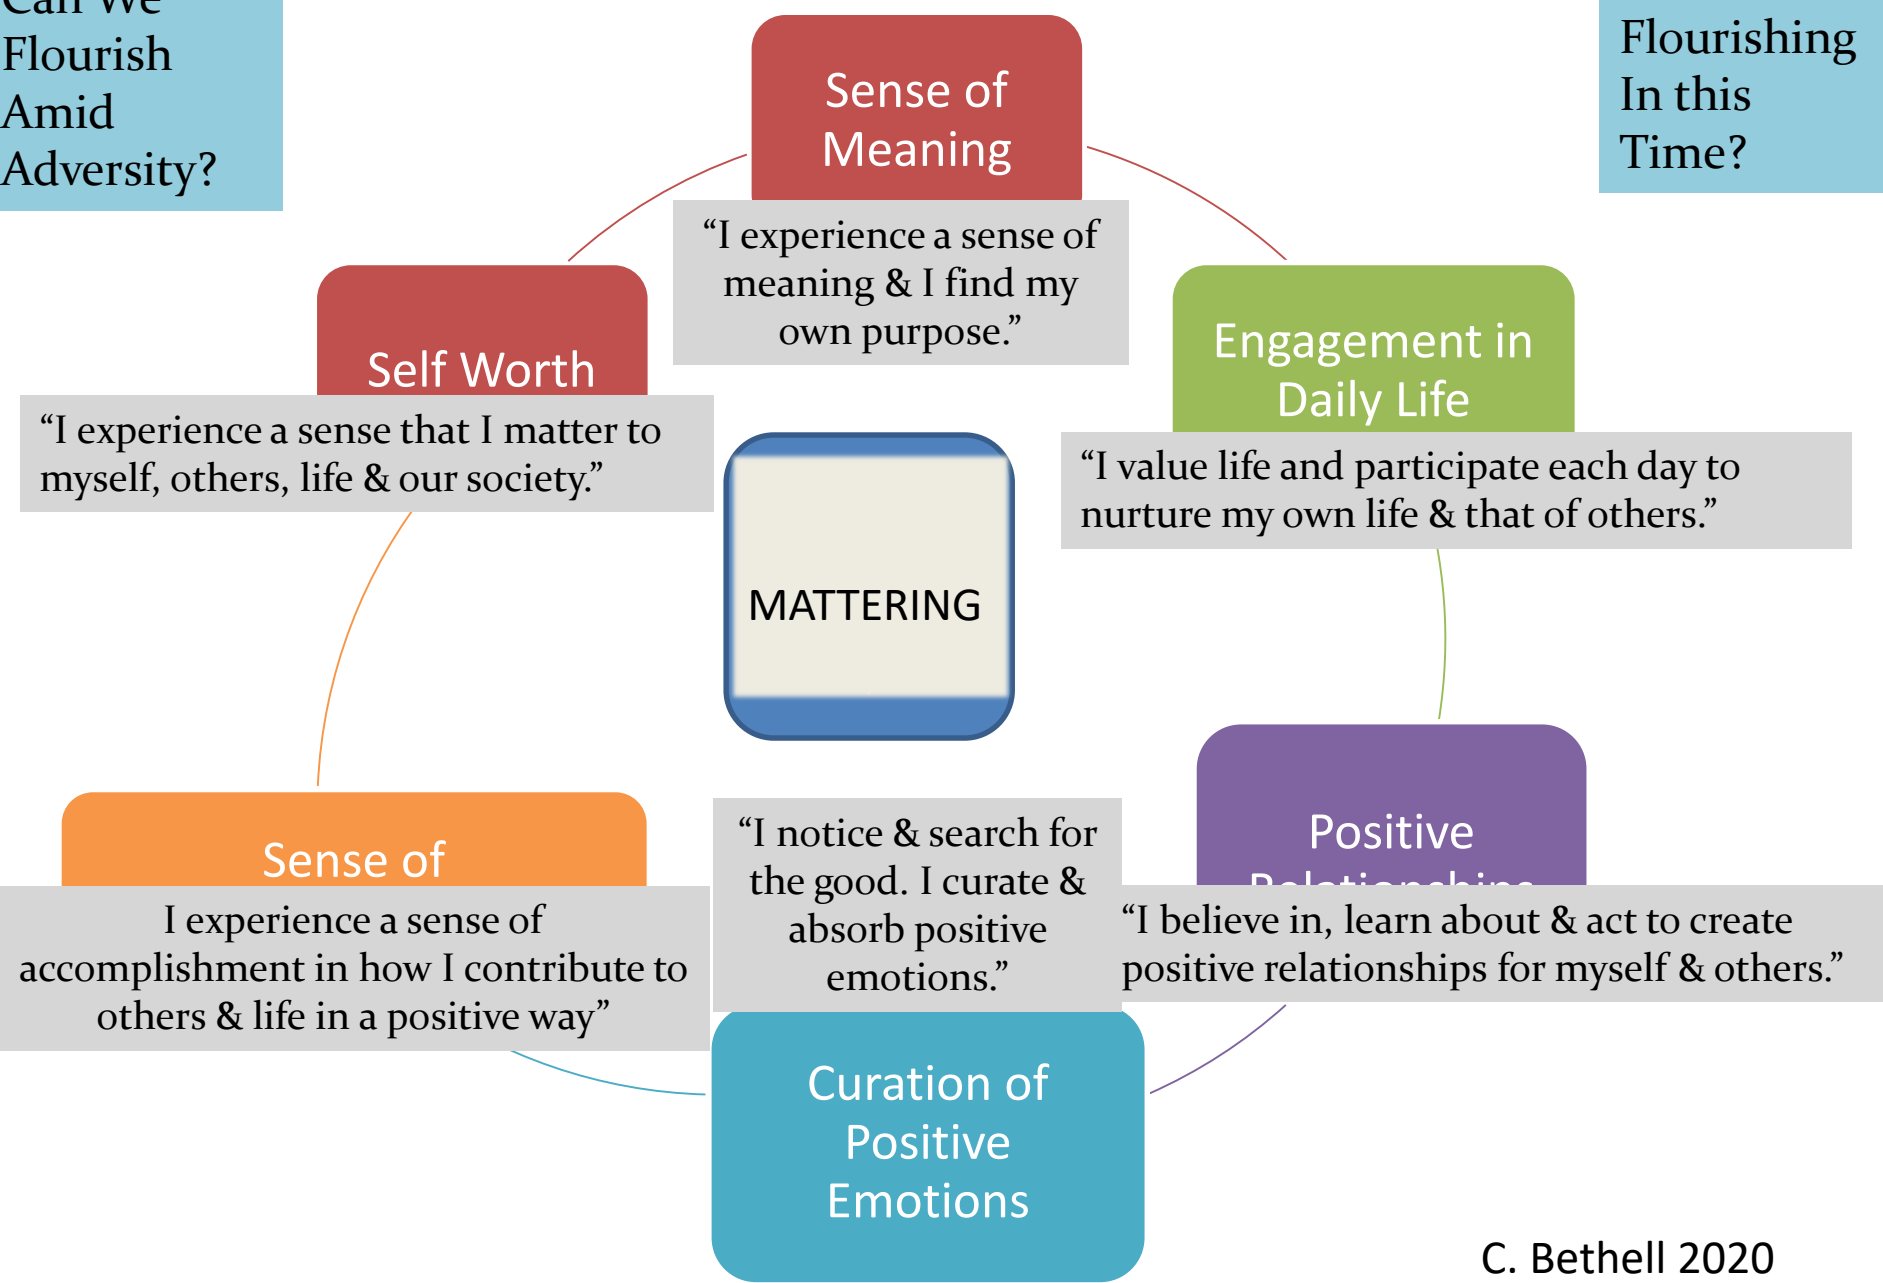 Can We
Flourish
Amid
Adversity?
Flourishing
In this
Time?
Sense of
Meaning
“I experience a sense of
meaning & I find my
own purpose.”
Self Worth
“I experience a sense that I matter to
myself, others, life & our society.”
Engagement in
Daily Life
“I value life and participate each day to
nurture my own life & that of others.”
MATTERING
Positive
Relationships
“I believe in, learn about & act to create
positive relationships for myself & others.”
Sense of
I experience a sense of
accomplishment in how I contribute to
others & life in a positive way”
“I notice & search for
the good. I curate &
absorb positive
emotions.”
Curation of
Positive
Emotions
C. Bethell 2020